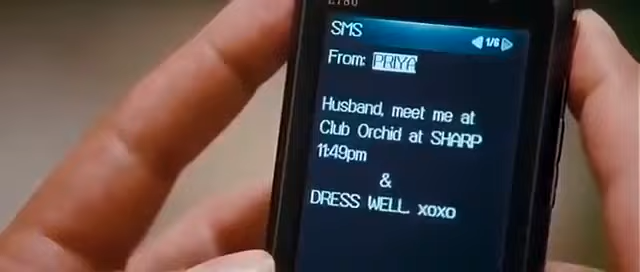 SMS
1/6
From: PRIYA
Husband, meet me at
Club Orchid at SHARP
11:49pm
&
DRESS WELL. xoxo